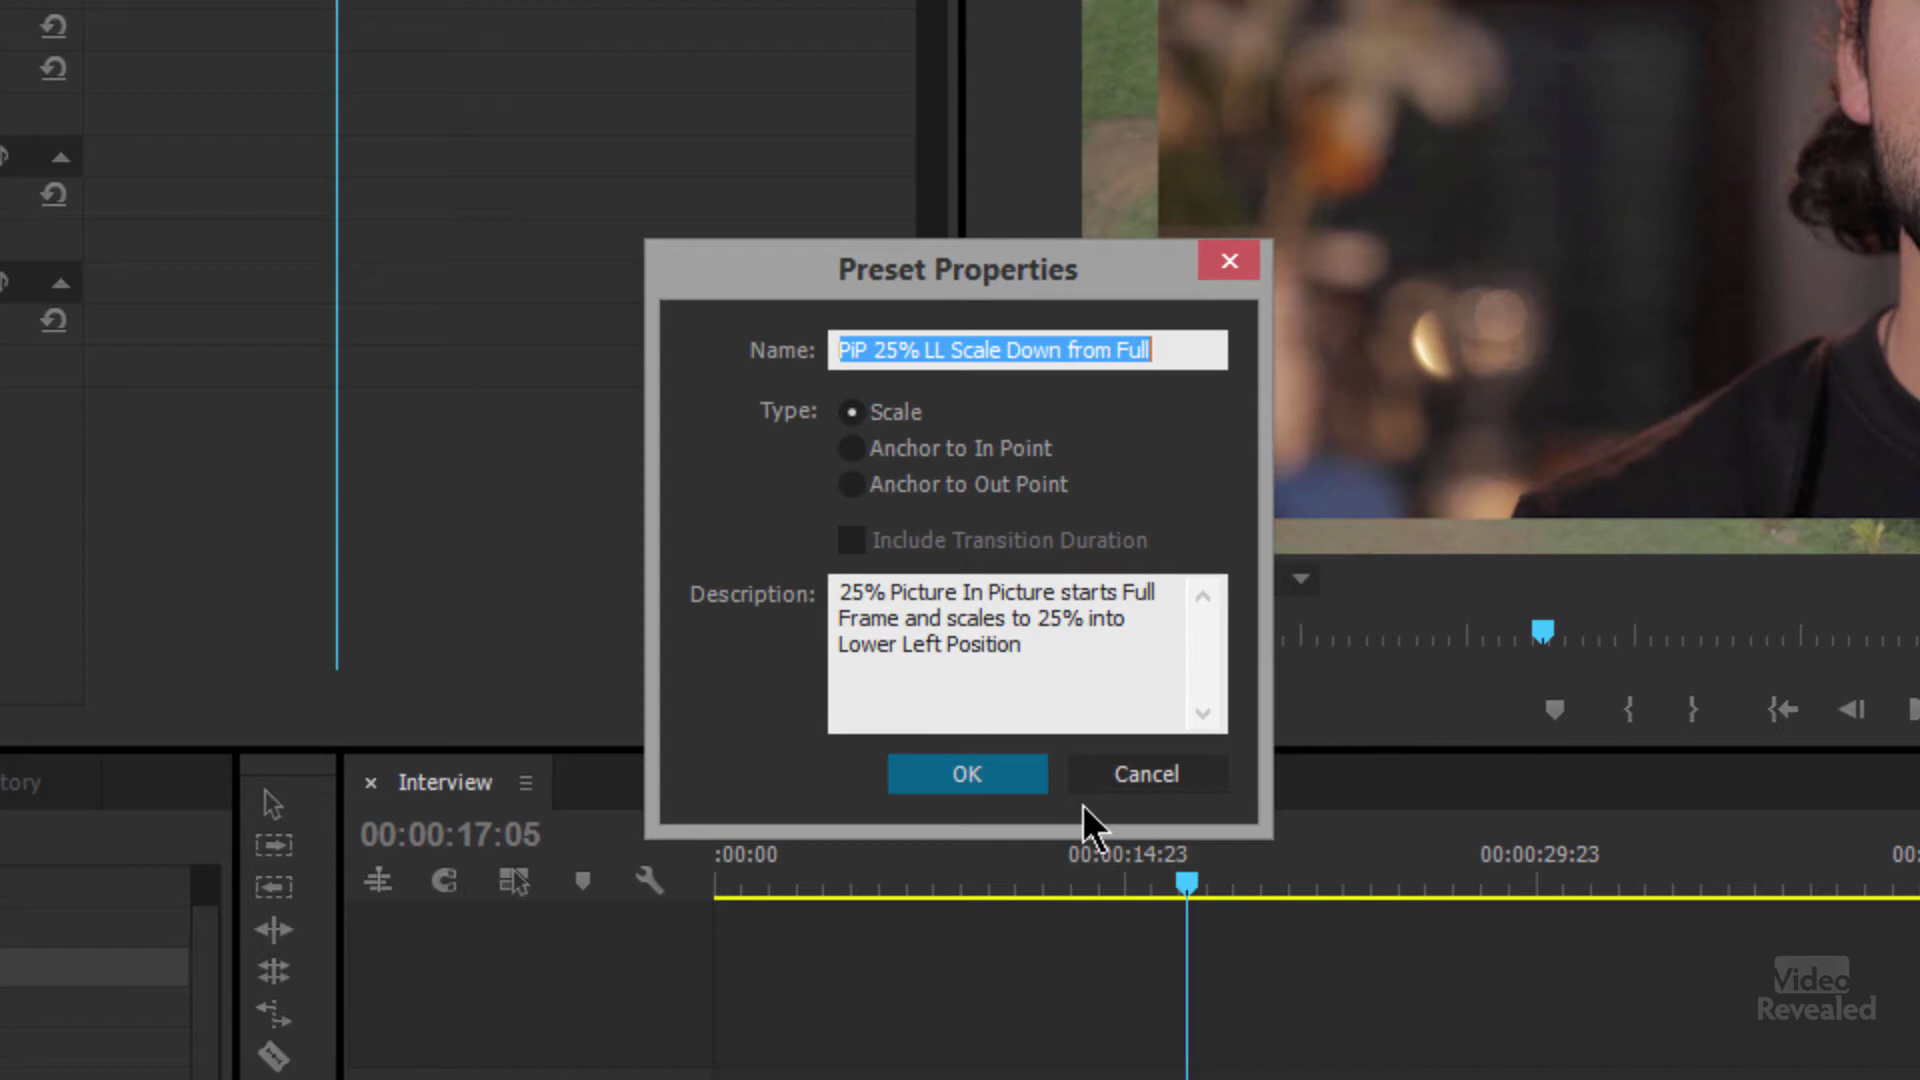 Preset Properties
Name: PiP 25% LL Scale Down from Full
Type: Scale
Anchor to In Point
Anchor to Out Point
Include Transition Duration
Description: 25% Picture In Picture starts Full
Frame and scales to 25% into
Lower Left Position
OK Cancel
tory
Interview
00:00:17:05
:00:00 00:00:14:23 00:00:29:23 00:
Video
Revealed